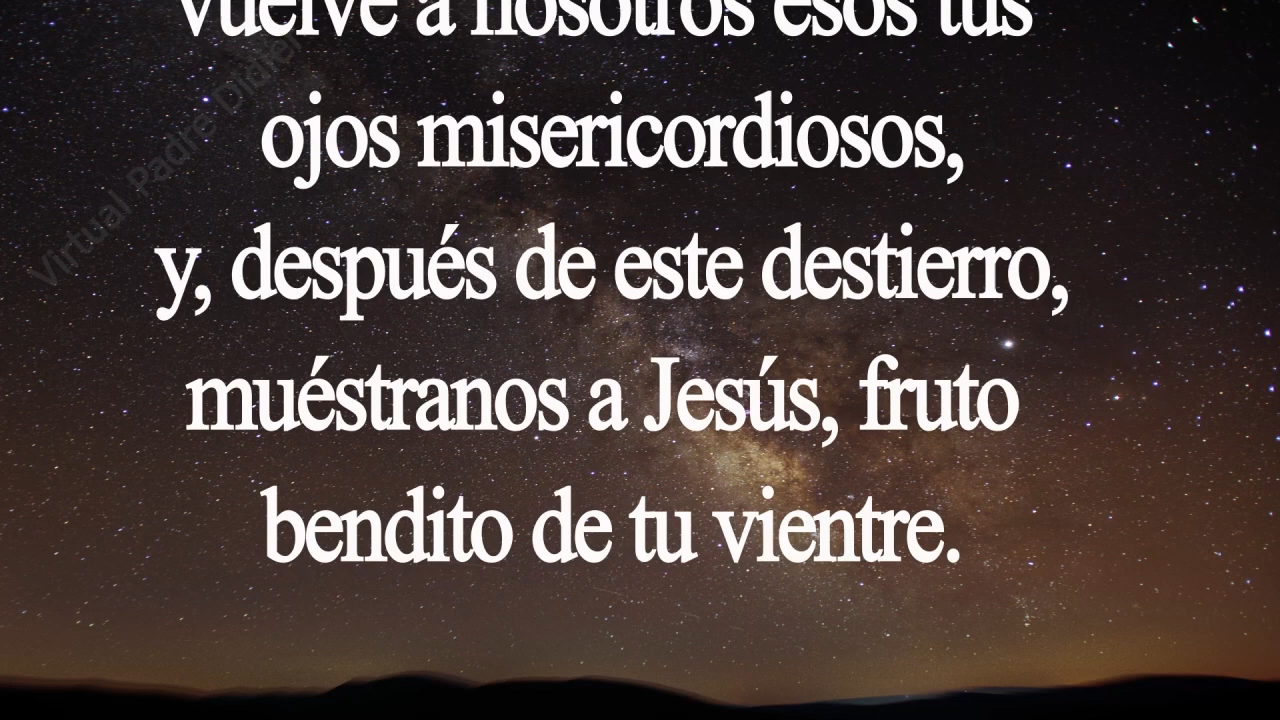 vuelve a nosotros esos tus
ojos misericordiosos,
y, después de este destierro,
muéstranos a Jesús, fruto
bendito de tu vientre.
Virtual Padre Didier